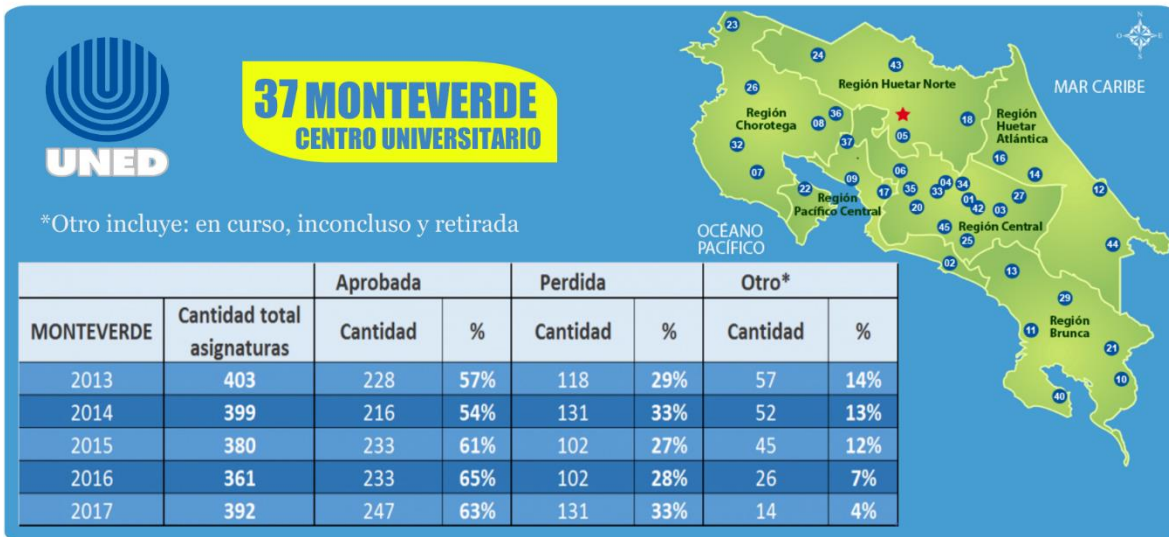 UNED
37 MONTEVERDE
CENTRO UNIVERSITARIO
*Otro incluye: en curso, inconcluso y retirada
Aprobada Perdida Otro*
MONTEVERDE Cantidad total asignaturas Cantidad % Cantidad % Cantidad %
2013 403 228 57% 118 29% 57 14%
2014 399 216 54% 131 33% 52 13%
2015 380 233 61% 102 27% 45 12%
2016 361 233 65% 102 28% 26 7%
2017 392 247 63% 131 33% 14 4%
N
O E
S
MAR CARIBE
23
24
43
Región Huetar Norte
26
Región
Chorotega
36
08
18
Región
Huetar
Atlántica
05
37
32
16
07
06
14
22
09
17
35
04
34
33
01
27
12
Región
Pacífico Central
20
42
03
45
Región Central
OCÉANO
PACÍFICO
25
44
02
13
29
Región
Brunca
11
21
10
40